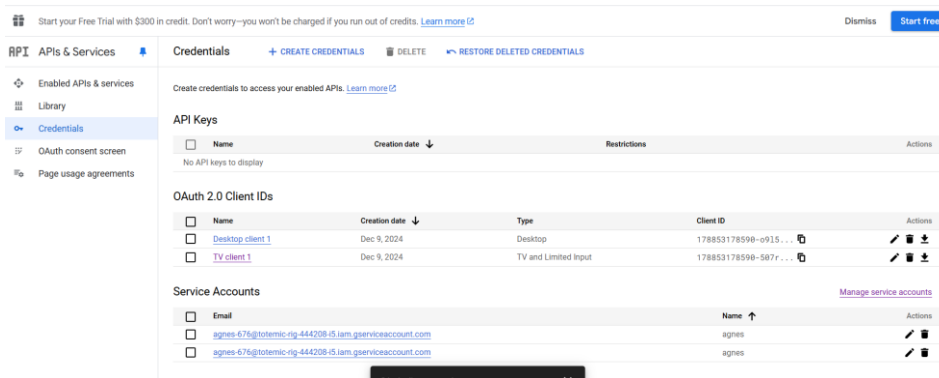 Start your Free Trial with $300 in credit. Don't worry—you won't be charged if you run out of credits. Learn more
Dismiss
Start free
API APIs & Services
Enabled APIs & services
Library
Credentials
OAuth consent screen
Page usage agreements
Credentials + CREATE CREDENTIALS DELETE RESTORE DELETED CREDENTIALS
Create credentials to access your enabled APIs. Learn more
API Keys
Name Creation date Restrictions Actions
No API keys to display
OAuth 2.0 Client IDs
Name Creation date Type Client ID Actions
Desktop client 1 Dec 9, 2024 Desktop 178853178590-o9l5...
TV client 1 Dec 9, 2024 TV and Limited Input 178853178590-507r...
Service Accounts Manage service accounts
Email Name Actions
agnes-676@totemic-rig-444208-i5.iam.gserviceaccount.com agnes
agnes-676@totemic-rig-444208-i5.iam.gserviceaccount.com agnes